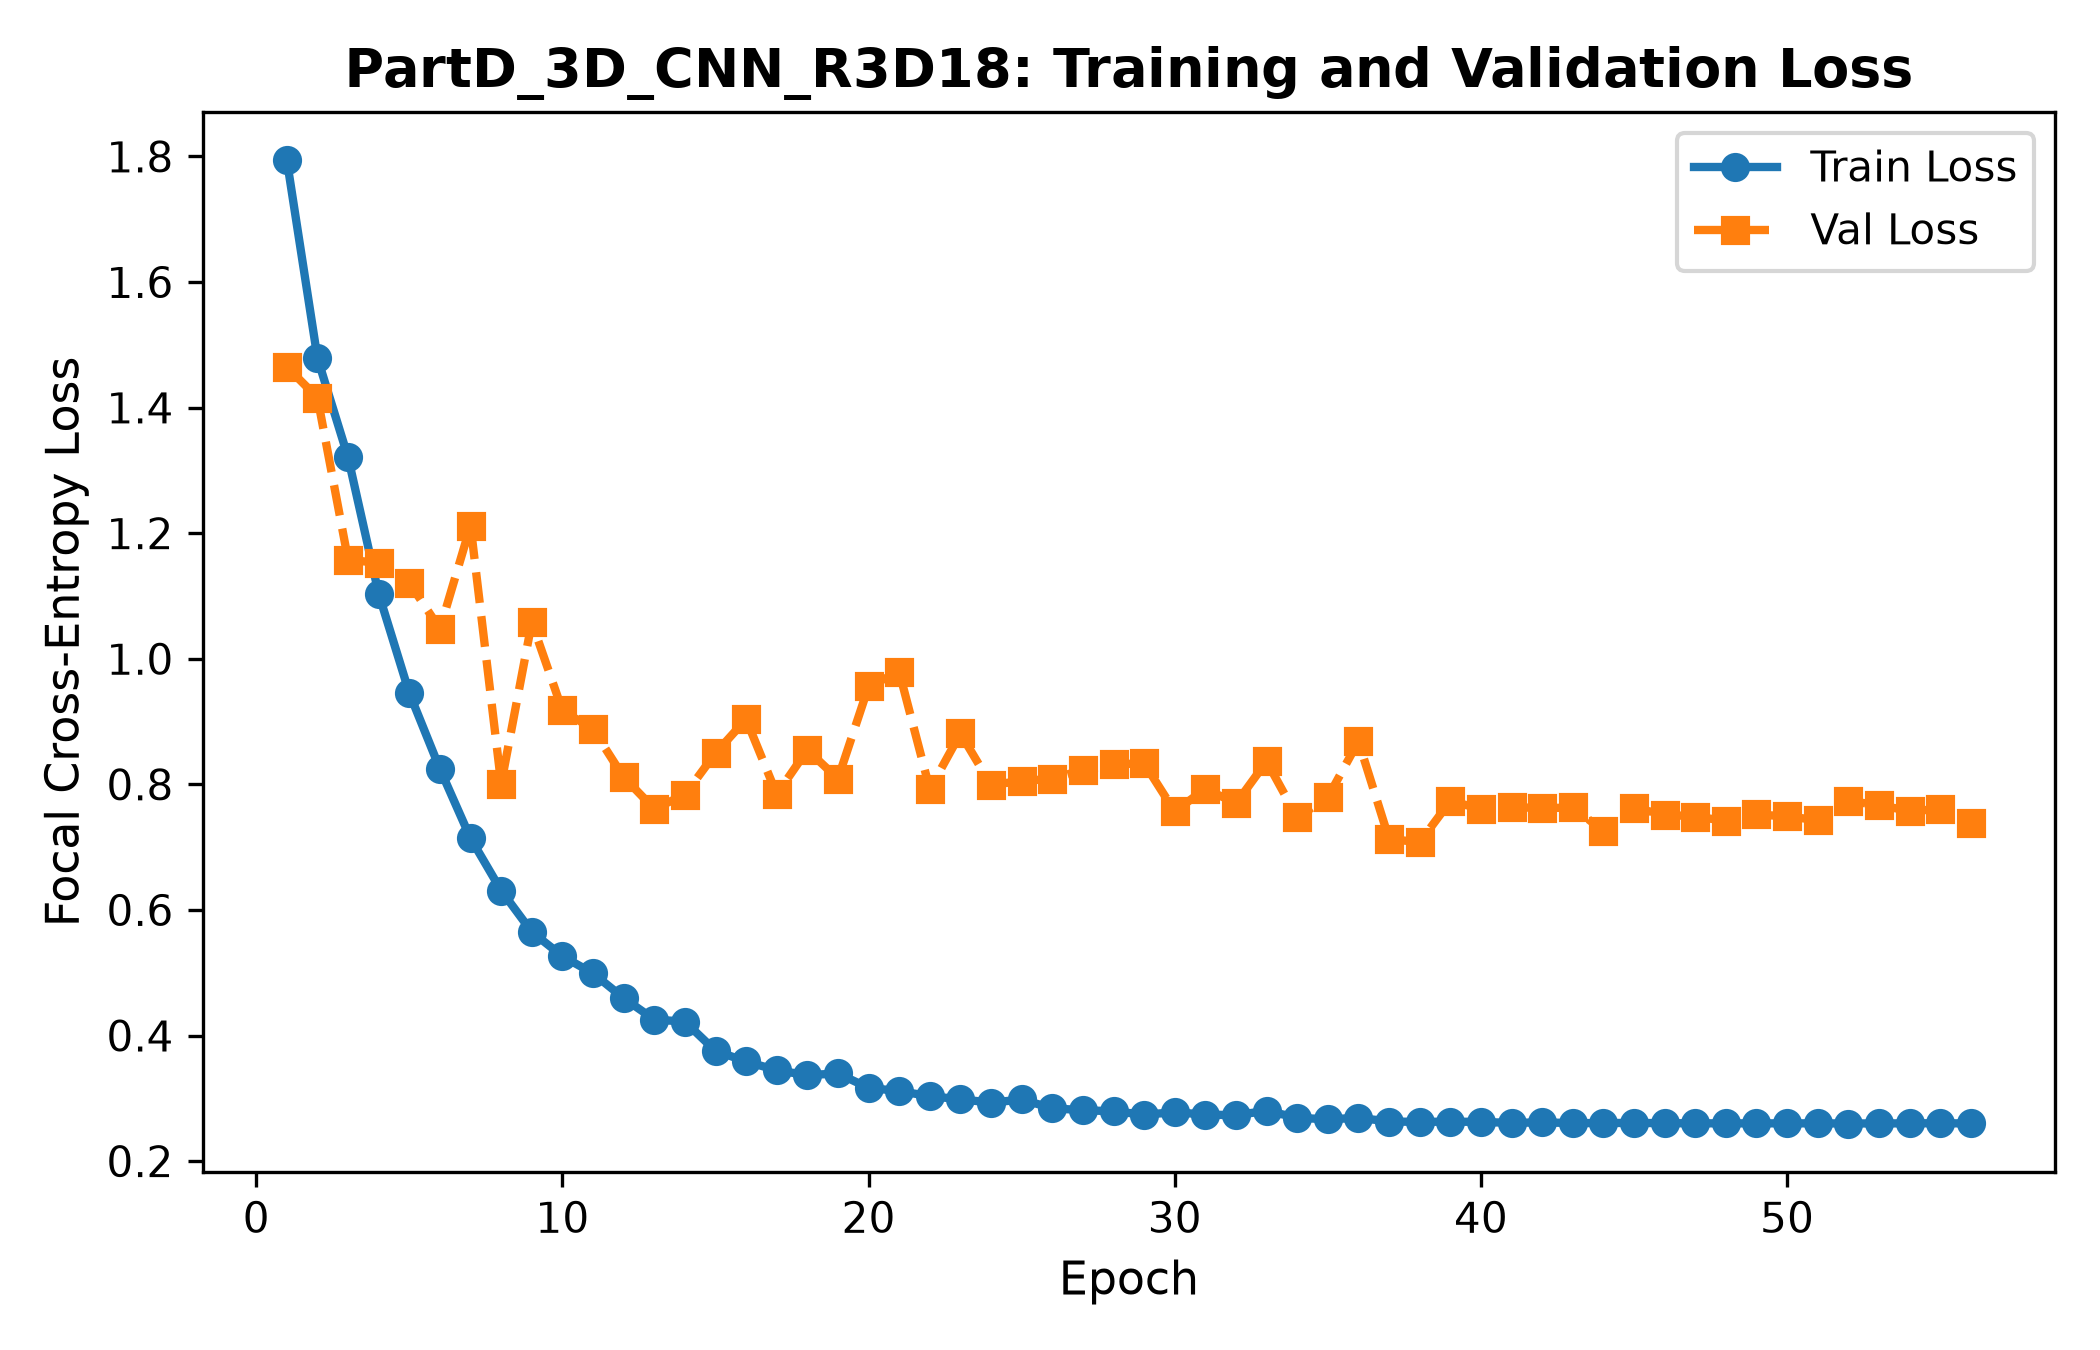 PartD_3D_CNN_R3D18: Training and Validation Loss
Train Loss
Val Loss
Focal Cross-Entropy Loss
1.8
1.6
1.4
1.2
1.0
0.8
0.6
0.4
0.2
0 10 20 30 40 50
Epoch